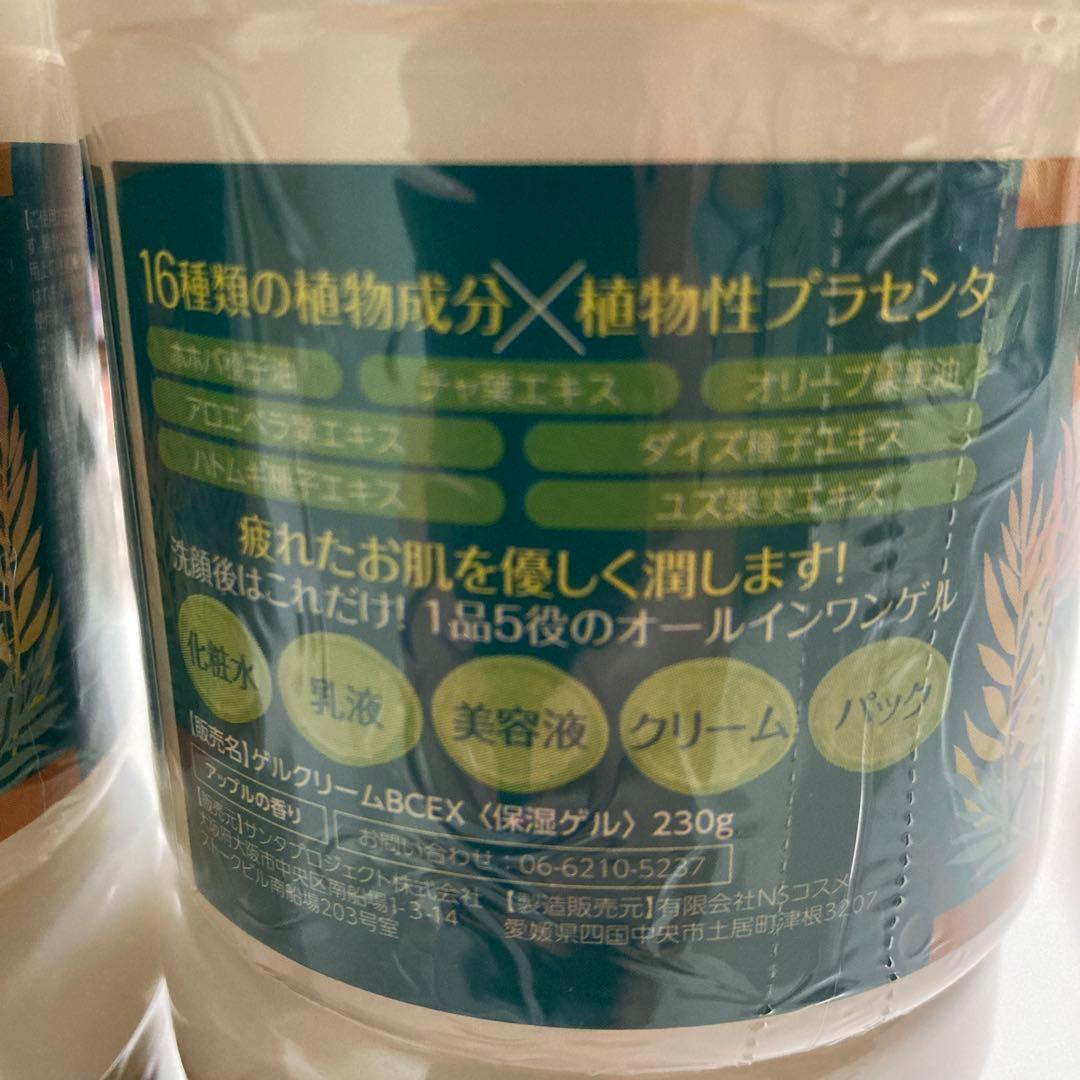 16種類の植物成分×植物性プラセンタ
ホホバ種子油 チャ葉エキス オリーブ果実油
アロエベラ葉エキス ダイズ種子エキス
ハトムギ種子エキス ユズ果実エキス
疲れたお肌を優しく潤します!
洗顔後はこれだけ! 1品5役のオールインワンゲル
化粧水 乳液 美容液 クリーム パック
【販売名】ゲルクリームBCEX〈保湿ゲル〉230g
アップルの香り お問い合わせ:06-6210-5237
【販売元】サンタプロジェクト株式会社
大阪府大阪市中央区南船場1-3-14
ストークビル南船場203号室
【製造販売元】有限会社NSコスメ
愛媛県四国中央市土居町津根3207